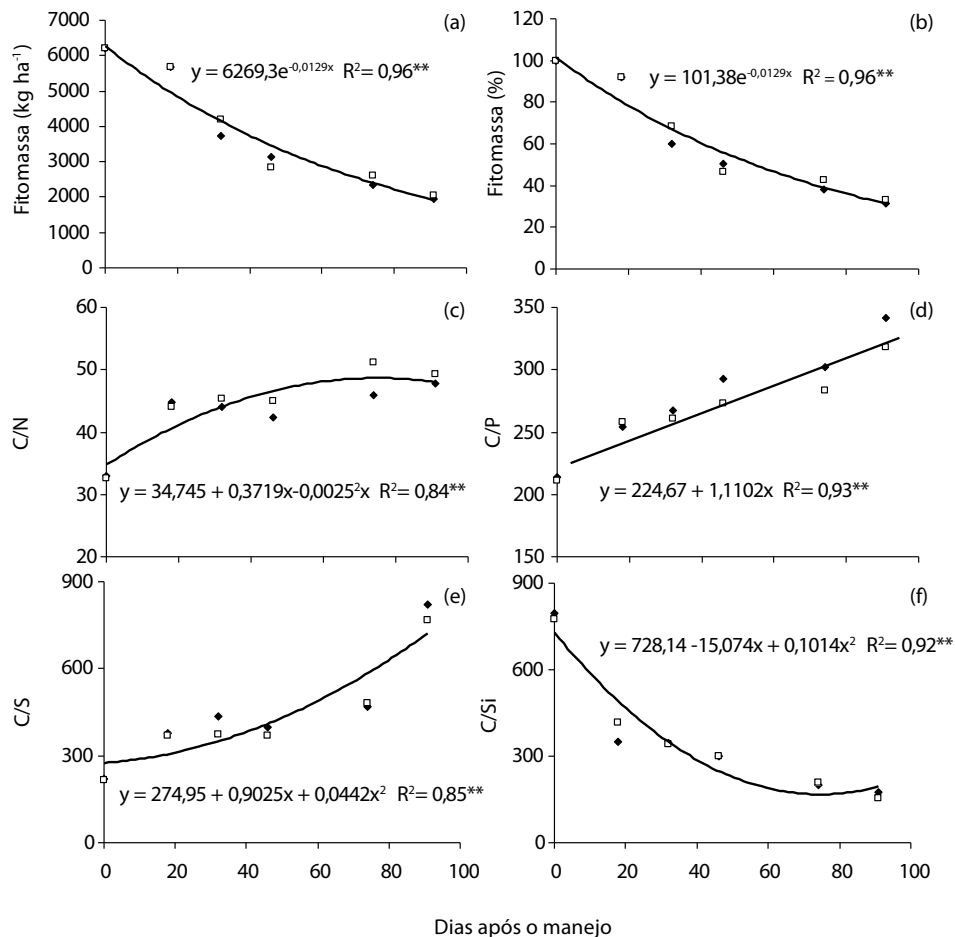 (a)
Fitomassa (kg ha⁻¹)
7000
6000
5000
4000
3000
2000
1000
0
y = 6269,3e⁻⁰,⁰¹²⁹ˣ R²= 0,96**
(b)
Fitomassa (%)
120
100
80
60
40
20
0
y = 101,38e⁻⁰,⁰¹²⁹ˣ R² = 0,96**
(c)
C/N
60
50
40
30
20
y = 34,745 + 0,3719x-0,0025²x R²= 0,84**
(d)
C/P
350
300
250
200
150
y = 224,67 + 1,1102x R²= 0,93**
(e)
C/S
900
600
300
0
y = 274,95 + 0,9025x + 0,0442x² R²= 0,85**
0 20 40 60 80 100
(f)
C/Si
900
600
300
0
y = 728,14 -15,074x + 0,1014x² R²= 0,92**
0 20 40 60 80 100
Dias após o manejo